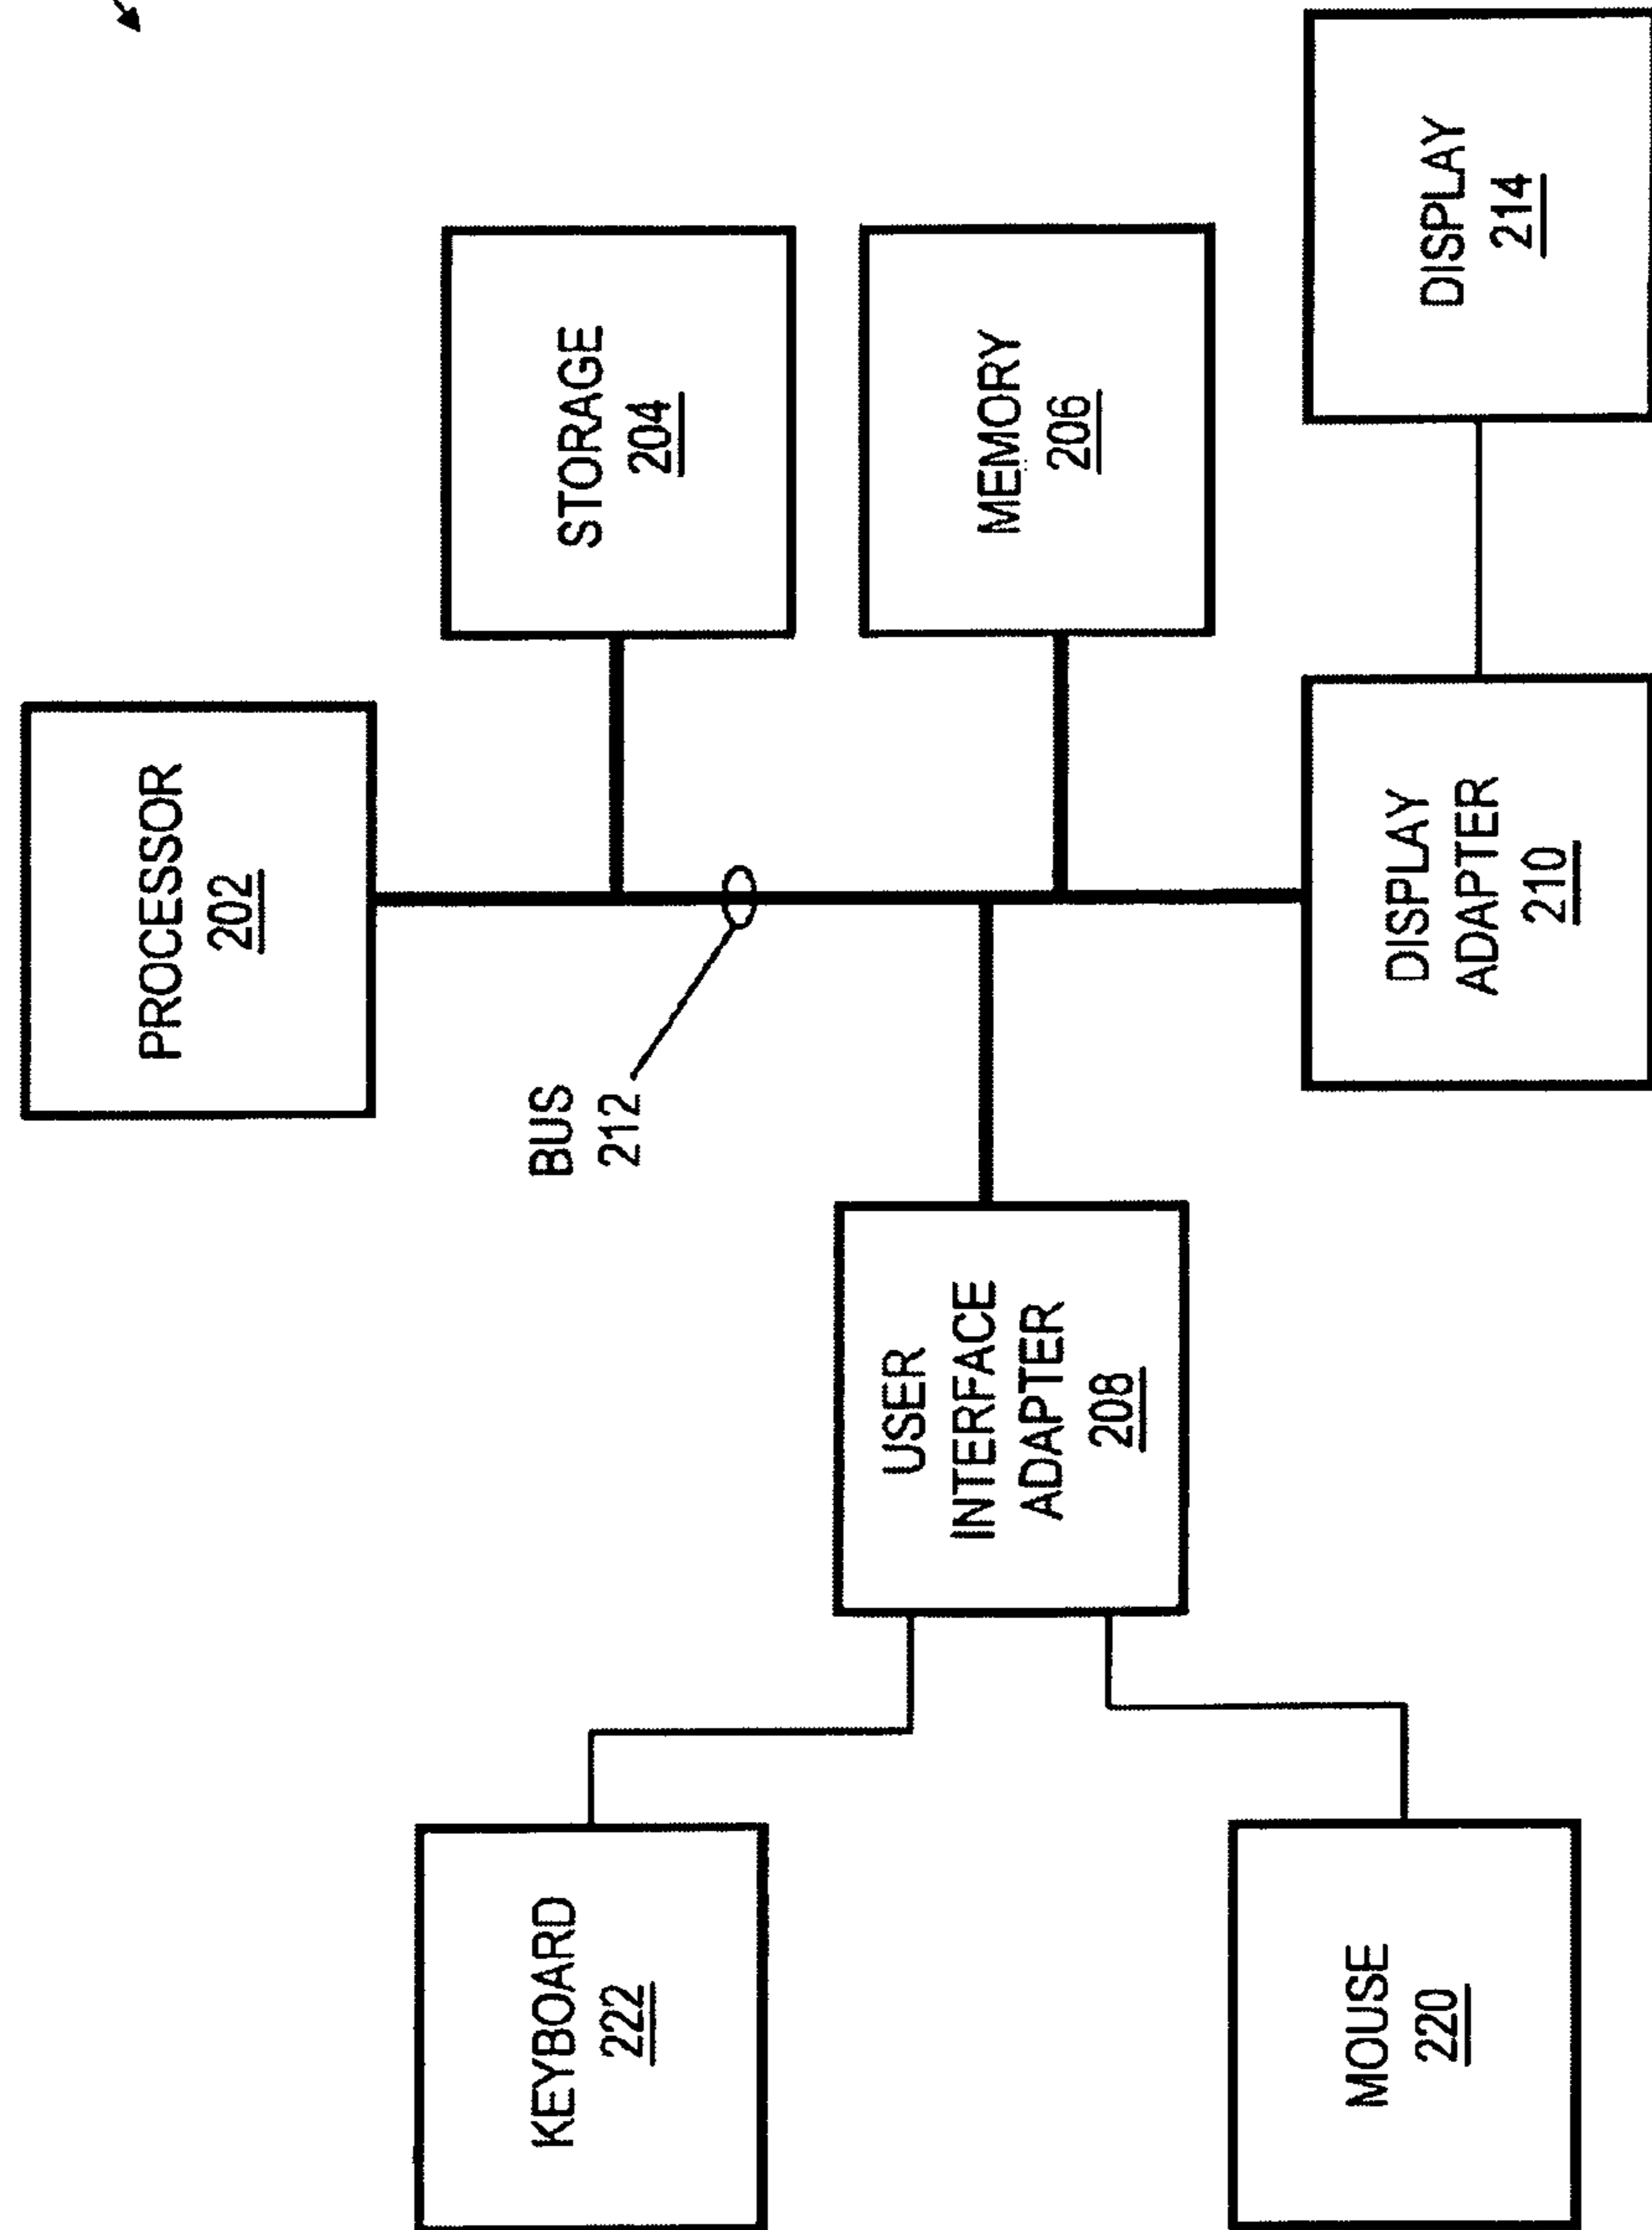 PROCESSOR
202
STORAGE
204
BUS
212
MEMORY
206
USER
INTERFACE
ADAPTER
208
DISPLAY
ADAPTER
210
DISPLAY
214
KEYBOARD
222
MOUSE
220